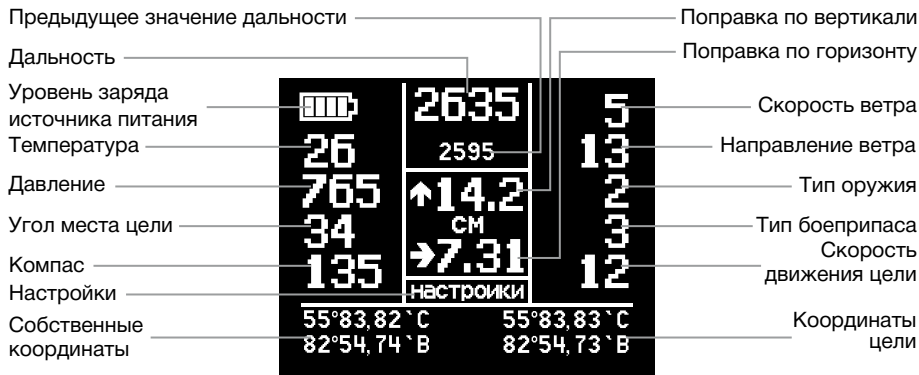 Предыдущее значение дальности
Дальность
Уровень заряда
источника питания
Температура
Давление
Угол места цели
Компас
Настройки
Собственные
координаты
26
765
34
135
2635
2595
↑14.2
СМ
→7.31
настройки
5
13
2
3
12
55°83,82`С
82°54,74`В
55°83,83`С
82°54,73`В
Поправка по вертикали
Поправка по горизонту
Скорость ветра
Направление ветра
Тип оружия
Тип боеприпаса
Скорость
движения цели
Координаты
цели